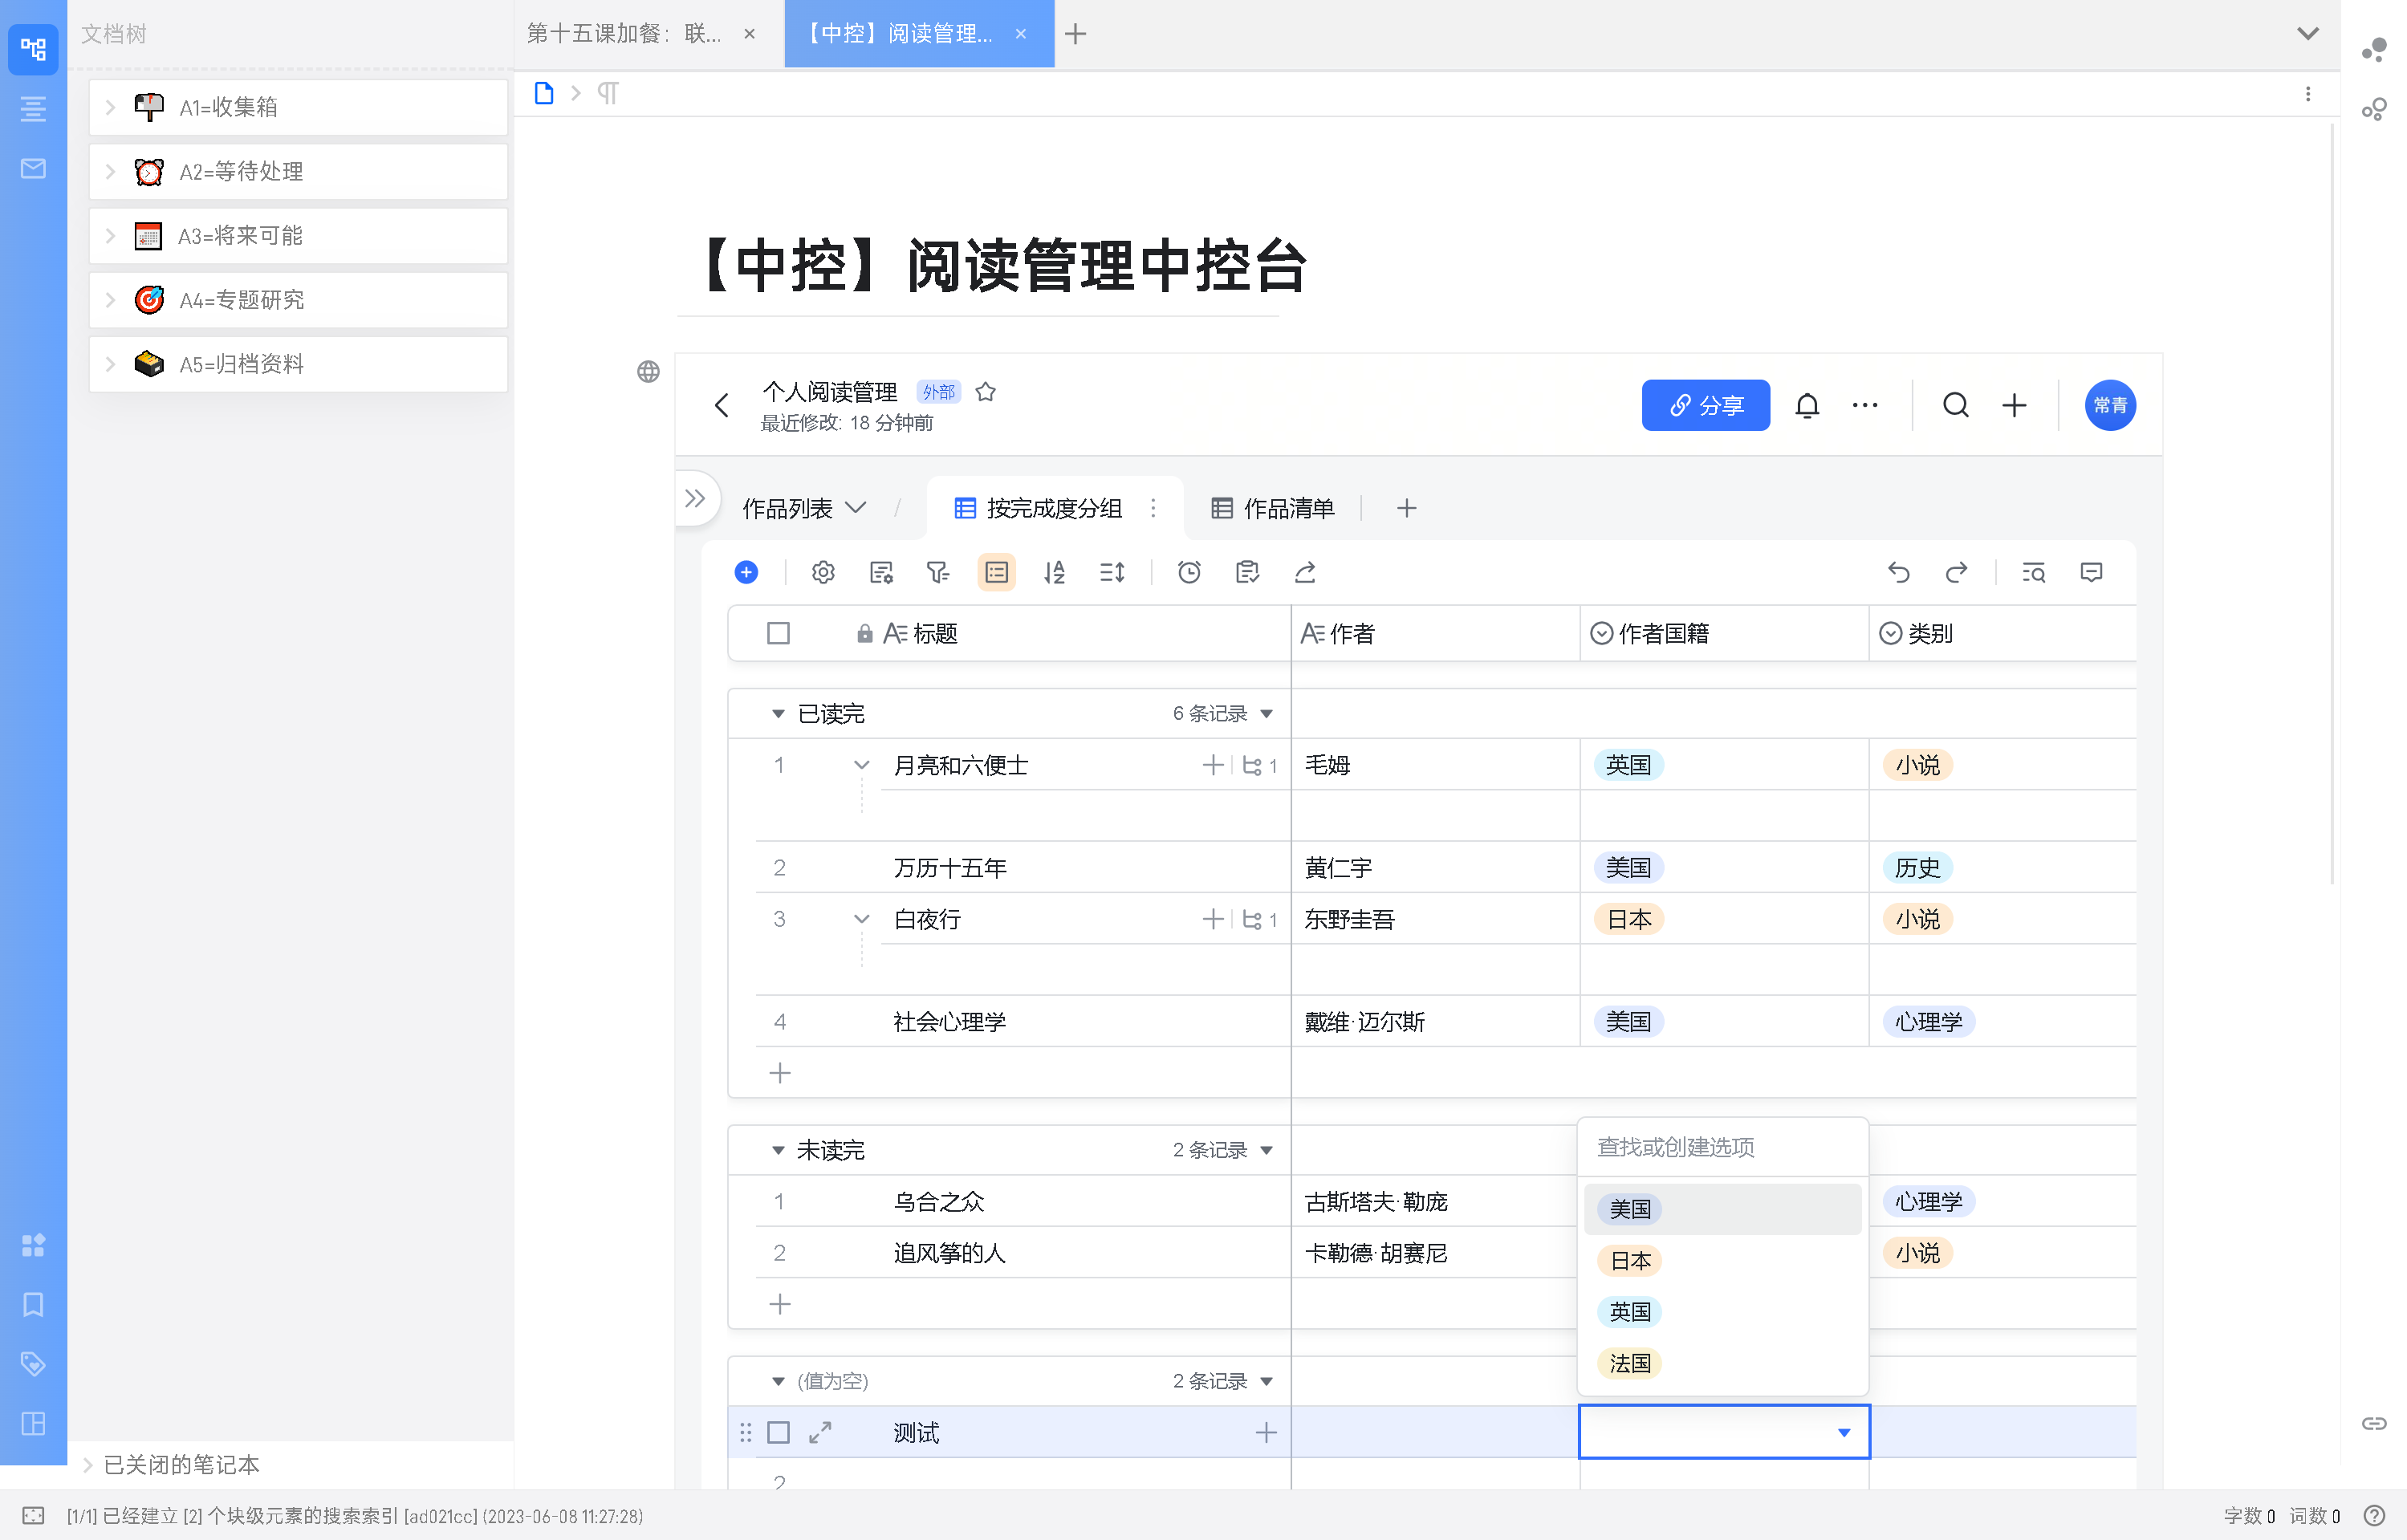 文档树
第十五课加餐：联...
【中控】阅读管理...
A1=收集箱
A2=等待处理
A3=将来可能
A4=专题研究
A5=归档资料
已关闭的笔记本
【中控】阅读管理中控台
个人阅读管理 外部
最近修改: 18 分钟前
分享
常青
作品列表 / 按完成度分组 作品清单
标题 作者 作者国籍 类别
已读完 6 条记录
1 月亮和六便士 1 毛姆 英国 小说
2 万历十五年 黄仁宇 美国 历史
3 白夜行 1 东野圭吾 日本 小说
4 社会心理学 戴维·迈尔斯 美国 心理学
未读完 2 条记录
1 乌合之众 古斯塔夫·勒庞 心理学
2 追风筝的人 卡勒德·胡赛尼 小说
查找或创建选项
美国
日本
英国
法国
(值为空) 2 条记录
测试
2
[1/1] 已经建立 [2] 个块级元素的搜索索引 [ad021cc] (2023-06-08 11:27:28)
字数 0 词数 0